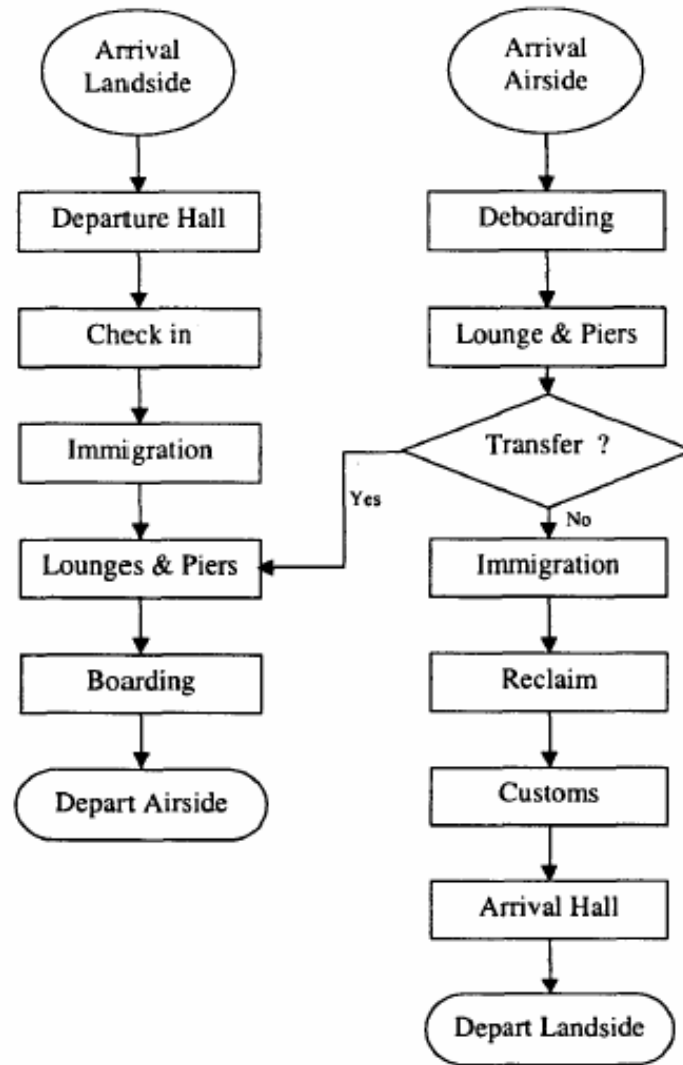 Arrival
Landside
Departure Hall
Check in
Immigration
Lounges & Piers
Boarding
Depart Airside
Arrival
Airside
Deboarding
Lounge & Piers
Transfer ?
Yes
No
Immigration
Reclaim
Customs
Arrival Hall
Depart Landside